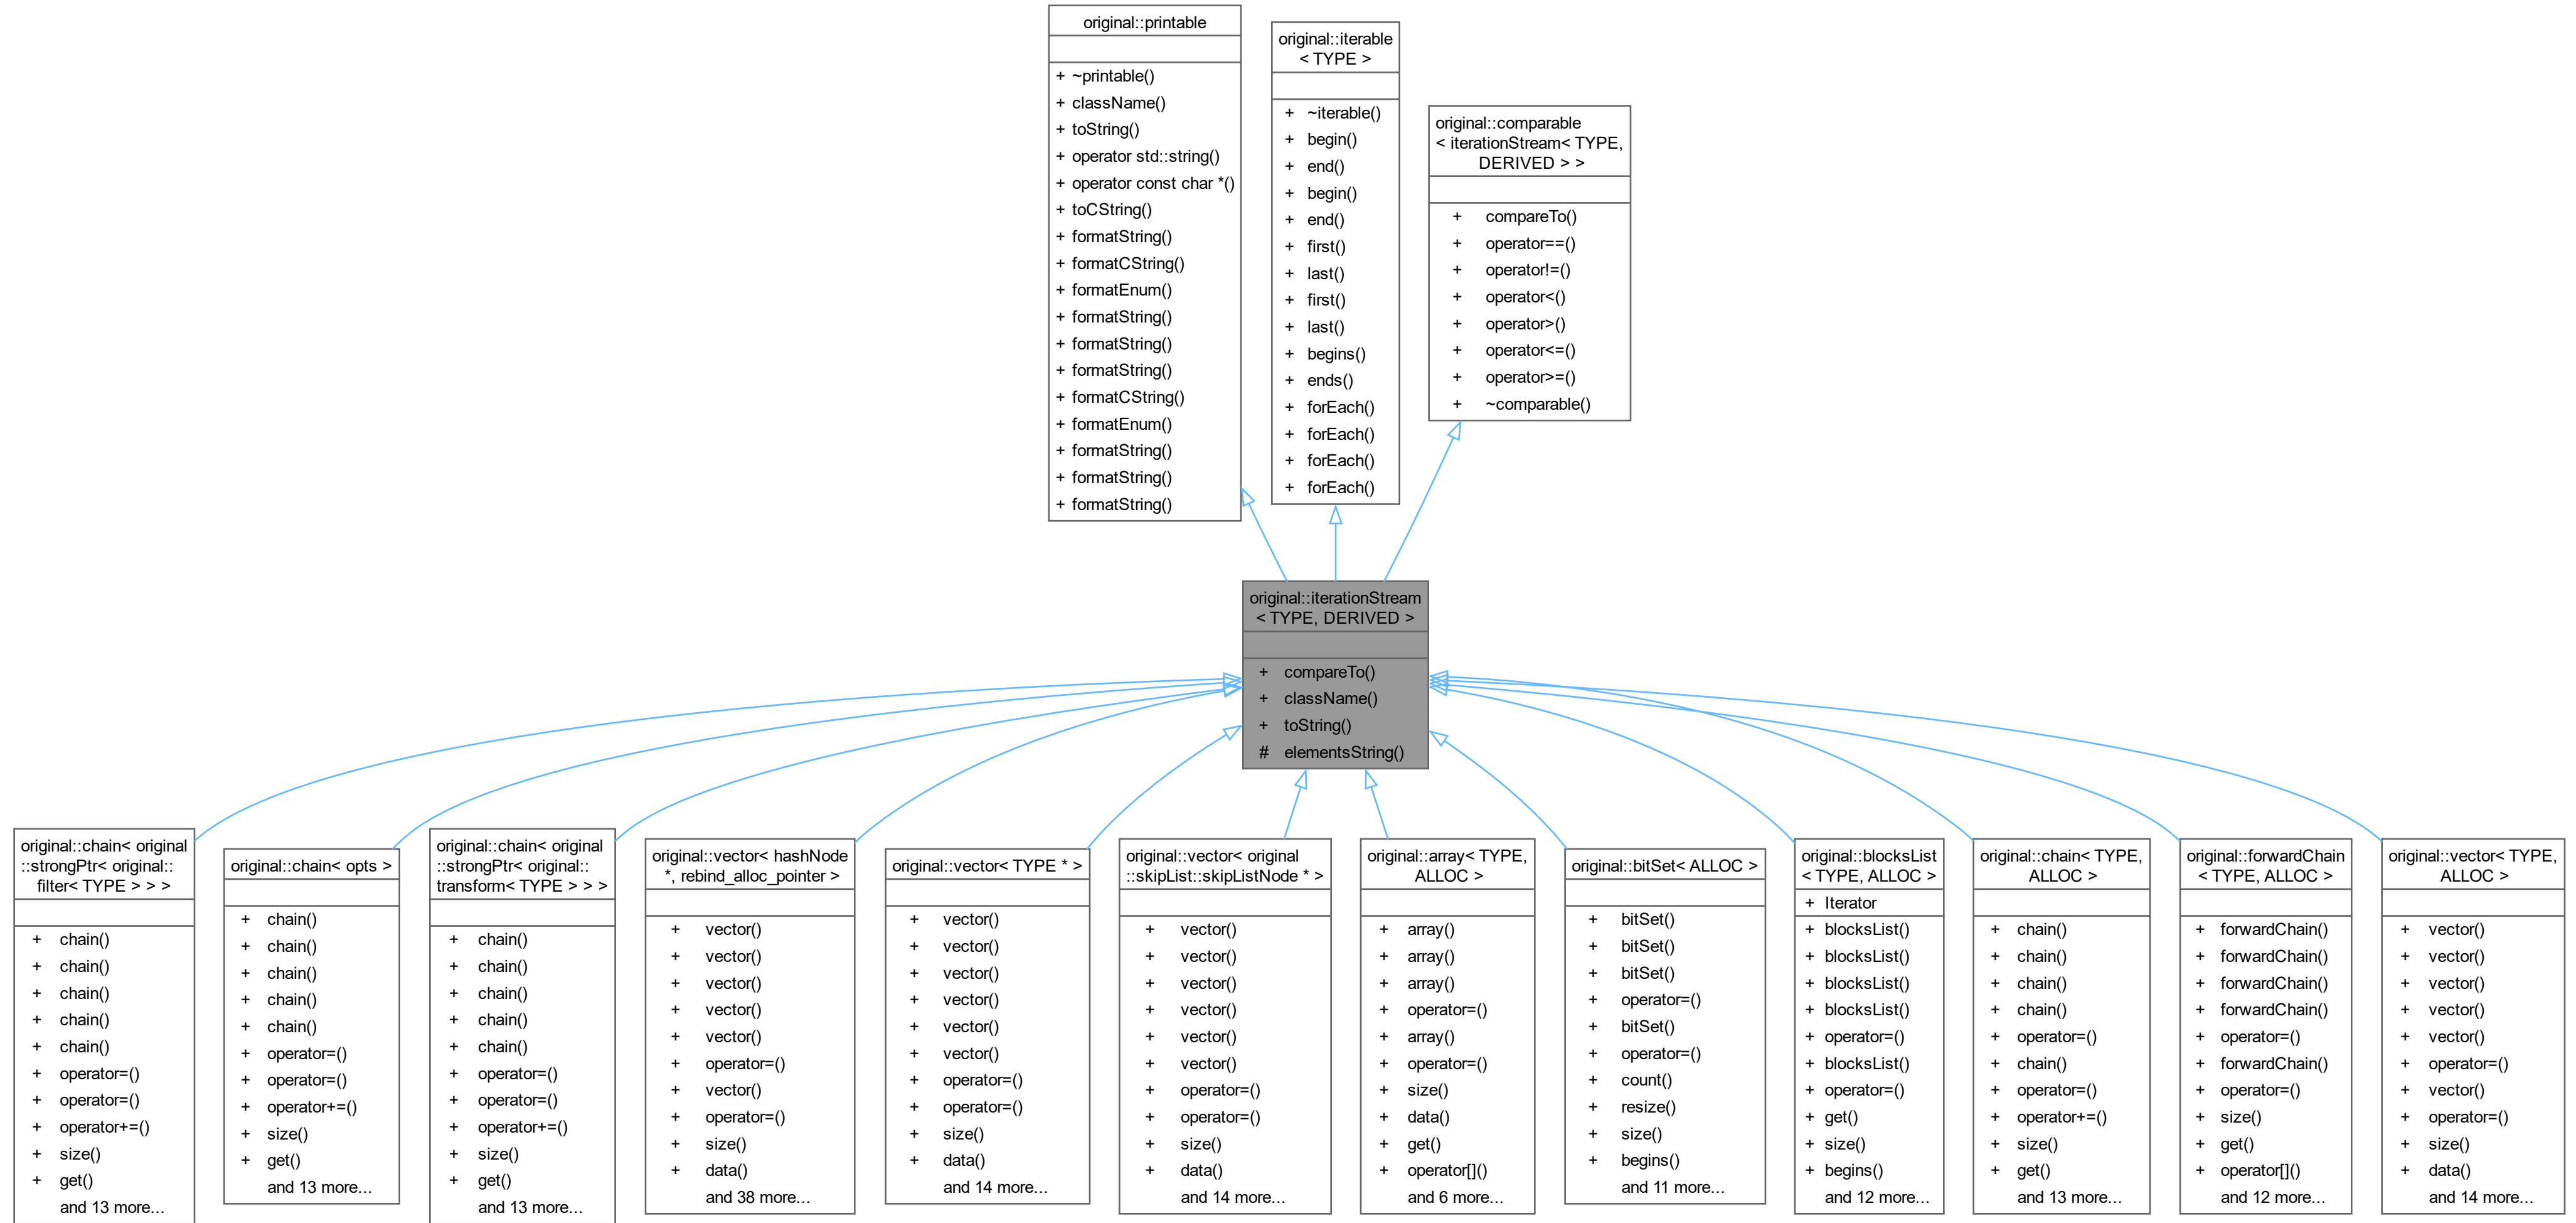 original::printable
+ ~printable()
+ className()
+ toString()
+ operator std::string()
+ operator const char *()
+ toCString()
+ formatString()
+ formatCString()
+ formatEnum()
+ formatString()
+ formatString()
+ formatString()
+ formatCString()
+ formatEnum()
+ formatString()
+ formatString()
+ formatString()
original::iterable
< TYPE >
+ ~iterable()
+ begin()
+ end()
+ begin()
+ end()
+ first()
+ last()
+ first()
+ last()
+ begins()
+ ends()
+ forEach()
+ forEach()
+ forEach()
+ forEach()
original::comparable
< iterationStream< TYPE,
DERIVED > >
+ compareTo()
+ operator==()
+ operator!=()
+ operator<()
+ operator>()
+ operator<=()
+ operator>=()
+ ~comparable()
original::iterationStream
< TYPE, DERIVED >
+ compareTo()
+ className()
+ toString()
# elementsString()
original::chain< original
::strongPtr< original::
filter< TYPE > > >
+ chain()
+ chain()
+ chain()
+ chain()
+ chain()
+ operator=()
+ operator=()
+ operator+=()
+ size()
+ get()
and 13 more...
original::chain< opts >
+ chain()
+ chain()
+ chain()
+ chain()
+ chain()
+ operator=()
+ operator=()
+ operator+=()
+ size()
+ get()
and 13 more...
original::chain< original
::strongPtr< original::
transform< TYPE > > >
+ chain()
+ chain()
+ chain()
+ chain()
+ chain()
+ operator=()
+ operator=()
+ operator+=()
+ size()
+ get()
and 13 more...
original::vector< hashNode
*, rebind_alloc_pointer >
+ vector()
+ vector()
+ vector()
+ vector()
+ vector()
+ operator=()
+ vector()
+ operator=()
+ size()
+ data()
and 38 more...
original::vector< TYPE * >
+ vector()
+ vector()
+ vector()
+ vector()
+ vector()
+ vector()
+ operator=()
+ operator=()
+ size()
+ data()
and 14 more...
original::vector< original
::skipList::skipListNode * >
+ vector()
+ vector()
+ vector()
+ vector()
+ vector()
+ vector()
+ operator=()
+ operator=()
+ size()
+ data()
and 14 more...
original::array< TYPE,
ALLOC >
+ array()
+ array()
+ array()
+ operator=()
+ array()
+ operator=()
+ size()
+ data()
+ get()
+ operator[]()
and 6 more...
original::bitSet< ALLOC >
+ bitSet()
+ bitSet()
+ bitSet()
+ operator=()
+ bitSet()
+ operator=()
+ count()
+ resize()
+ size()
+ begins()
and 11 more...
original::blocksList
< TYPE, ALLOC >
+ Iterator
+ blocksList()
+ blocksList()
+ blocksList()
+ blocksList()
+ operator=()
+ blocksList()
+ operator=()
+ get()
+ size()
+ begins()
and 12 more...
original::chain< TYPE,
ALLOC >
+ chain()
+ chain()
+ chain()
+ chain()
+ operator=()
+ chain()
+ operator=()
+ operator+=()
+ size()
+ get()
and 13 more...
original::forwardChain
< TYPE, ALLOC >
+ forwardChain()
+ forwardChain()
+ forwardChain()
+ forwardChain()
+ operator=()
+ forwardChain()
+ operator=()
+ size()
+ get()
+ operator[]()
and 12 more...
original::vector< TYPE,
ALLOC >
+ vector()
+ vector()
+ vector()
+ vector()
+ vector()
+ operator=()
+ vector()
+ operator=()
+ size()
+ data()
and 14 more...